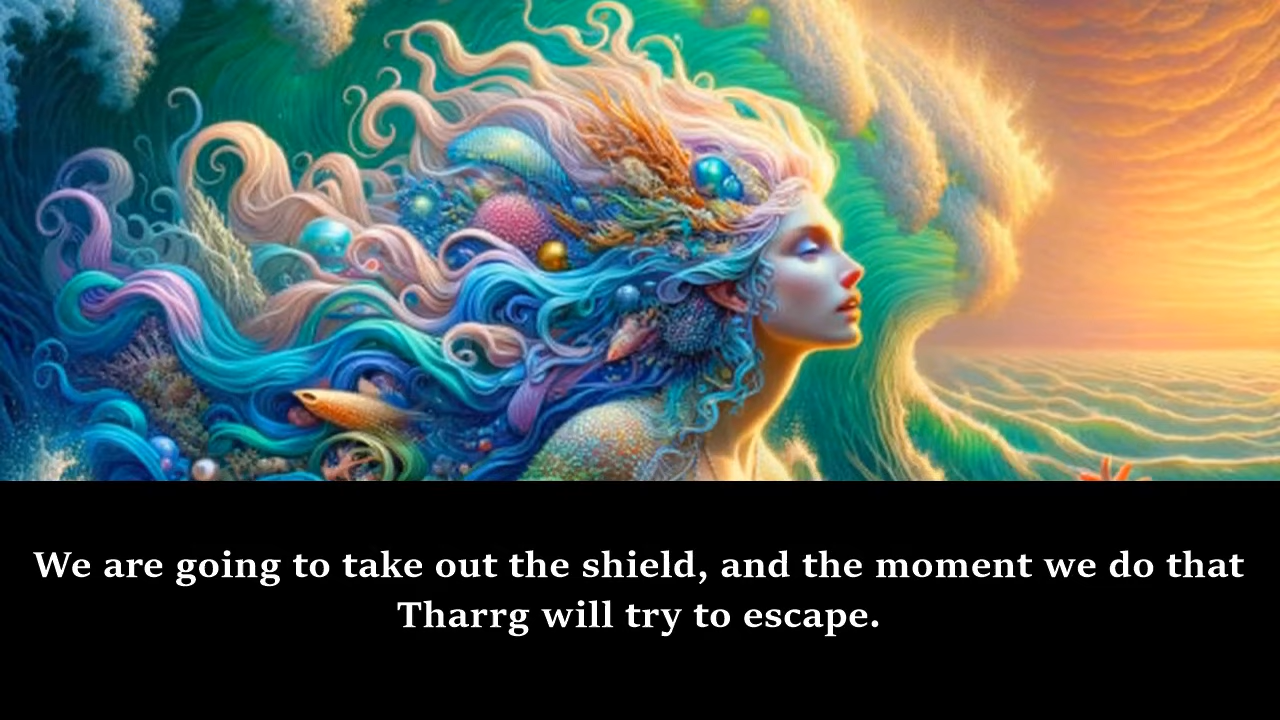 We are going to take out the shield, and the moment we do that
Tharrg will try to escape.